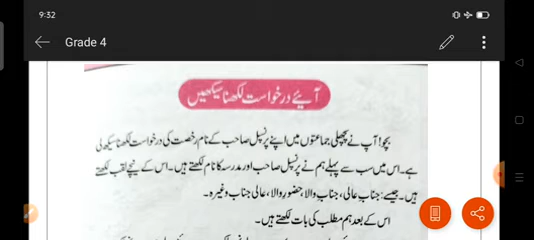 9:32
Grade 4
آیئے درخواست لکھنا سیکھیں
بچو! آپ نے پچھلی جماعتوں میں اپنے پرنسپل صاحب کے نام رخصت کی درخواست لکھنا سیکھ لی
ہے۔ اس میں سب سے پہلے ہم نے پرنسپل صاحب اور مدرسہ کا نام لکھتے ہیں۔ اس کے نیچے لقب لکھتے
ہیں۔ جیسے: جناب عالی، جناب والا، حضور والا، عالی جناب وغیرہ۔
اس کے بعد ہم مطلب کی بات لکھتے ہیں۔